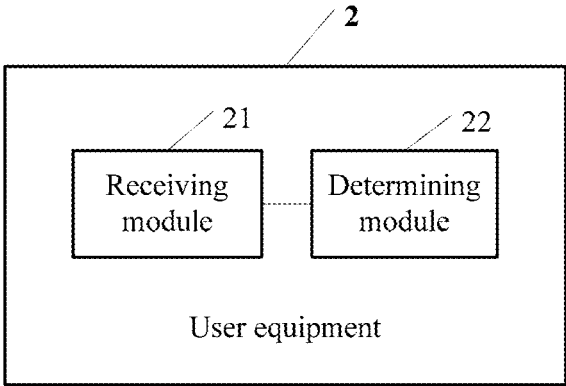 2
21
22
Receiving
module
Determining
module
User equipment